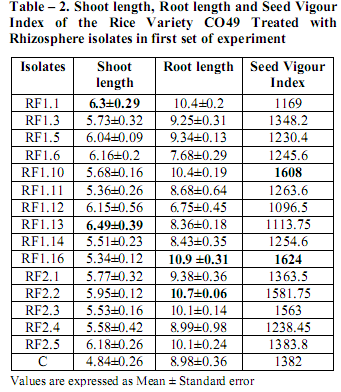 Table – 2. Shoot length, Root length and Seed Vigour
Index of the Rice Variety CO49 Treated with
Rhizosphere isolates in first set of experiment
Isolates Shoot length Root length Seed Vigour Index
RF1.1 6.3±0.29 10.4±0.2 1169
RF1.3 5.73±0.32 9.25±0.31 1348.2
RF1.5 6.04±0.09 9.34±0.13 1230.4
RF1.6 6.16±0.2 7.68±0.29 1245.6
RF1.10 5.68±0.16 10.4±0.19 1608
RF1.11 5.36±0.26 8.68±0.64 1263.6
RF1.12 6.15±0.56 6.75±0.45 1096.5
RF1.13 6.49±0.39 8.36±0.18 1113.75
RF1.14 5.51±0.23 8.43±0.35 1254.6
RF1.16 5.34±0.12 10.9 ±0.31 1624
RF2.1 5.77±0.32 9.38±0.36 1363.5
RF2.2 5.95±0.12 10.7±0.06 1581.75
RF2.3 5.53±0.16 10.1±0.14 1563
RF2.4 5.58±0.42 8.99±0.98 1238.45
RF2.5 6.18±0.26 10.1±0.24 1383.8
C 4.84±0.26 8.98±0.36 1382
Values are expressed as Mean ± Standard error